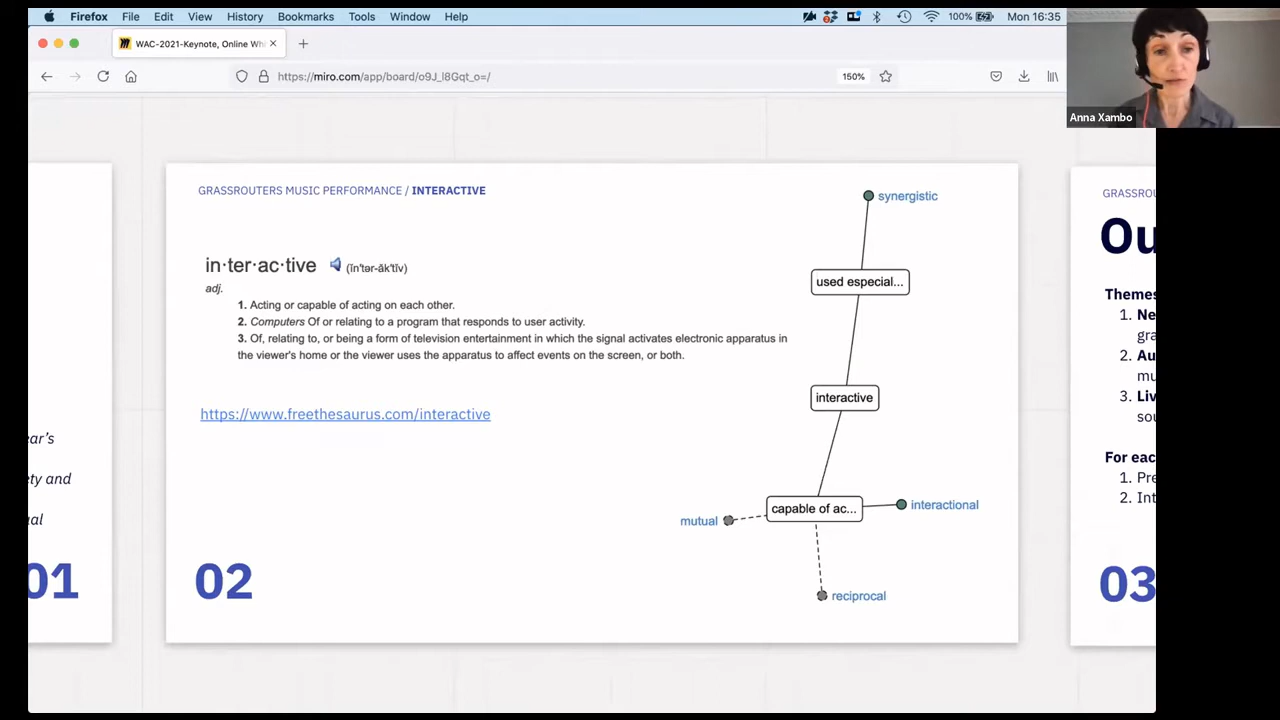 Firefox File Edit View History Bookmarks Tools Window Help 100% Mon 16:35
WAC-2021-Keynote, Online Whi
https://miro.com/app/board/o9J_l8Gqt_o=/ 150%
Anna Xambo
GRASSROUTERS MUSIC PERFORMANCE / INTERACTIVE
in·ter·ac·tive (ĭn'tər-ăk'tĭv)
adj.
1. Acting or capable of acting on each other.
2. Computers Of or relating to a program that responds to user activity.
3. Of, relating to, or being a form of television entertainment in which the signal activates electronic apparatus in
the viewer's home or the viewer uses the apparatus to affect events on the screen, or both.
https://www.freethesaurus.com/interactive
synergistic
used especial...
interactive
capable of ac...
interactional
mutual
reciprocal
02
ear's
ety and
ual
01
GRASSROU
Ou
Themes
1. Ne
gra
2. Au
mu
3. Liv
sou
For eac
1. Pre
2. Int
03